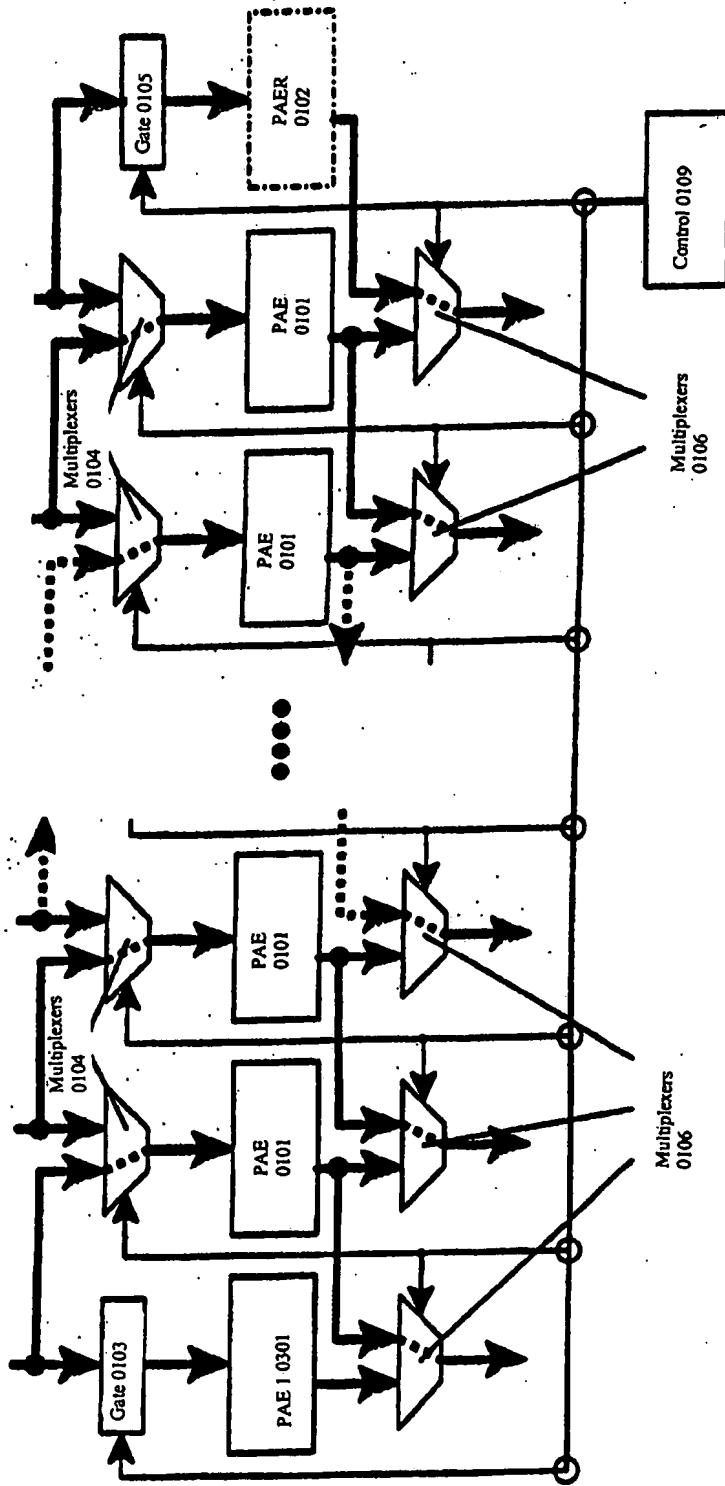 Gate 0103
PAE 1 0301
Multiplexers
0104
PAE
0101
PAE
0101
Multiplexers
0106
Multiplexers
0104
PAE
0101
PAE
0101
Gate 0105
PAER
0102
Multiplexers
0106
Control 0109